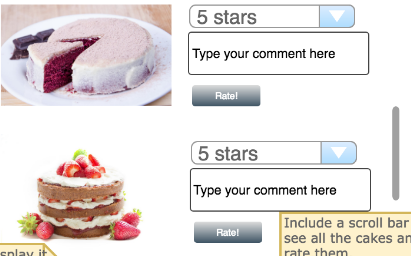 5 stars
Type your comment here
Rate!
5 stars
Type your comment here
Rate!
Include a scroll bar
see all the cakes an
rate them
splay it